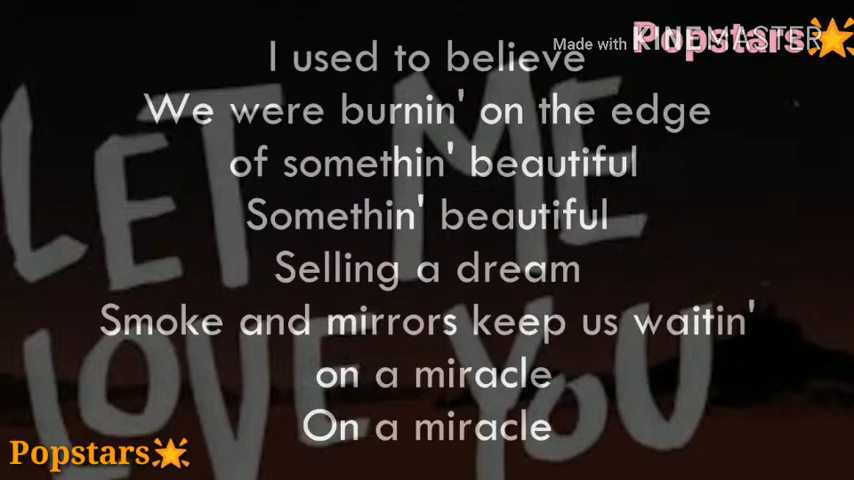 Made with KINEMASTER
Popstars🌟
I used to believe
We were burnin' on the edge
of somethin' beautiful
Somethin' beautiful
Selling a dream
Smoke and mirrors keep us waitin'
on a miracle
On a miracle
LET ME
LOVE YOU
Popstars🌟